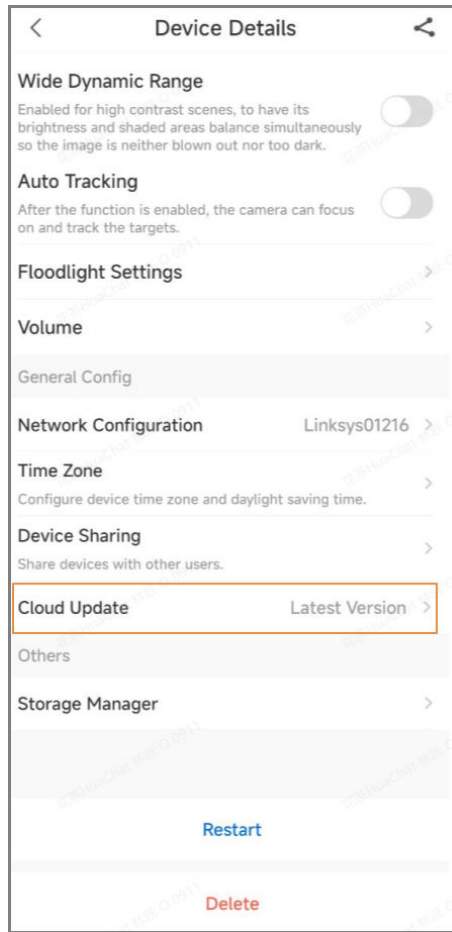 Device Details
Wide Dynamic Range
Enabled for high contrast scenes, to have its
brightness and shaded areas balance simultaneously
so the image is neither blown out nor too dark.
Auto Tracking
After the function is enabled, the camera can focus
on and track the targets.
Floodlight Settings
Volume
General Config
Network Configuration Linksys01216
Time Zone
Configure device time zone and daylight saving time.
Device Sharing
Share devices with other users.
Cloud Update Latest Version
Others
Storage Manager
Restart
Delete